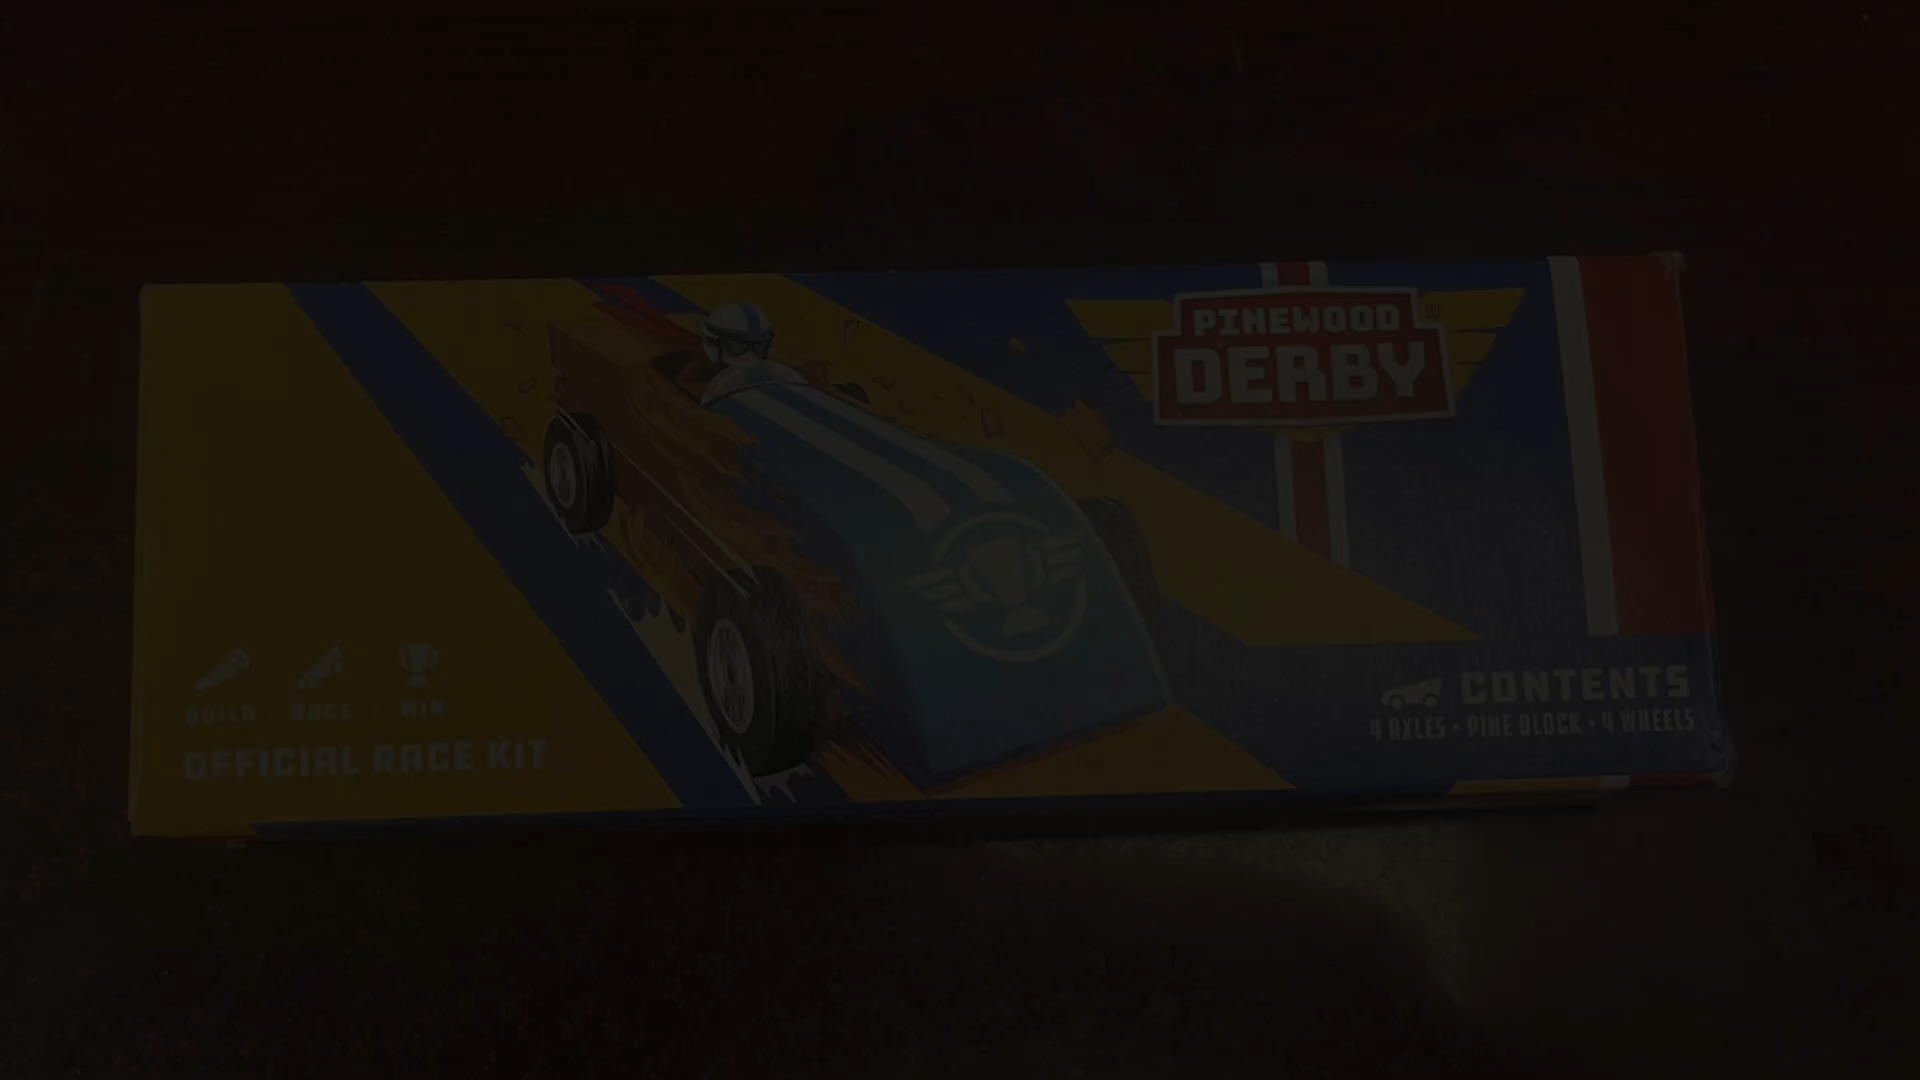 PINEWOOD
DERBY
BUILD · RACE · WIN
OFFICIAL RACE KIT
CONTENTS
4 AXLES • PINE BLOCK • 4 WHEELS